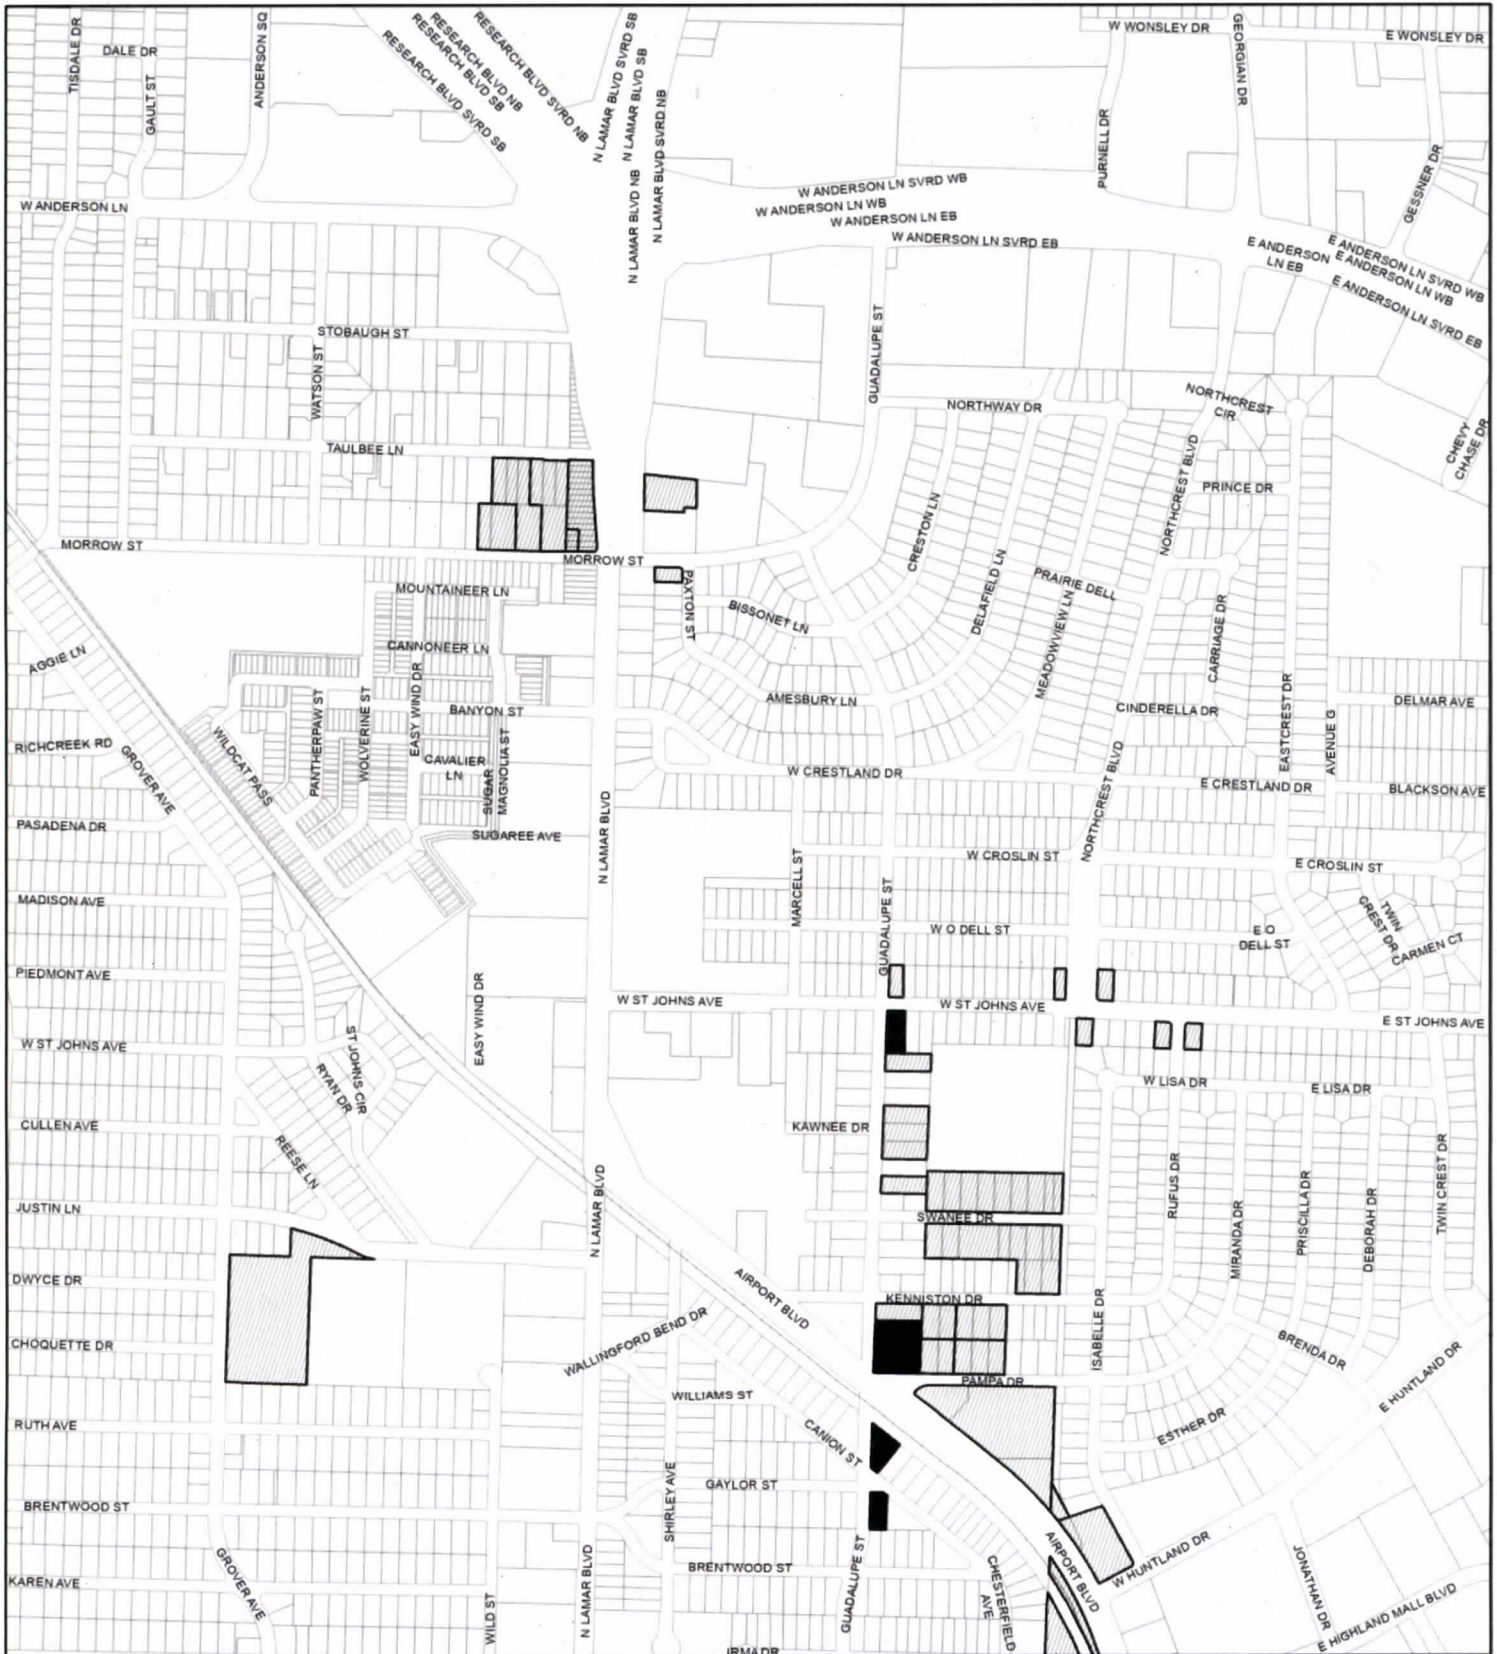 TISDALE DR
DALE DR
GAULT ST
ANDERSON SQ
RESEARCH BLVD SVRD NB
RESEARCH BLVD NB
RESEARCH BLVD SB
RESEARCH BLVD SVRD SB
N LAMAR BLVD SVRD SB
N LAMAR BLVD SB
N LAMAR BLVD SVRD NB
N LAMAR BLVD NB
W WONSLEY DR
GEORGIAN DR
E WONSLEY DR
PURNELL DR
GESSNER DR
W ANDERSON LN
W ANDERSON LN SVRD WB
W ANDERSON LN WB
W ANDERSON LN EB
W ANDERSON LN SVRD EB
E ANDERSON
LN EB
E ANDERSON LN SVRD WB
E ANDERSON LN WB
E ANDERSON LN SVRD EB
STOBAUGH ST
WATSON ST
GUADALUPE ST
NORTHWAY DR
NORTHCREST
CIR
CHEVY
CHASE DR
TAULBEE LN
NORTHCREST BLVD
PRINCE DR
MORROW ST
MORROW ST
CRESTON LN
DELAFIELD LN
PRAIRIE DELL
MEADOWVIEW LN
CARRIAGE DR
MOUNTAINEER LN
PAXTON ST
BISSONET LN
CANNONEER LN
AGGIE LN
EASY WIND DR
AMESBURY LN
BANYON ST
CINDERELLA DR
EASTCREST DR
AVENUE G
DELMAR AVE
RICHCREEK RD
GROVER AVE
WILDCAT PASS
PANTHERPAW ST
WOLVERINE ST
CAVALIER
LN
SUGAR
MAGNOLIA ST
W CRESTLAND DR
E CRESTLAND DR
BLACKSON AVE
PASADENA DR
SUGAREE AVE
N LAMAR BLVD
NORTHCREST BLVD
MARCELL ST
W CROSLIN ST
E CROSLIN ST
MADISON AVE
GUADALUPE ST
W O DELL ST
E O
DELL ST
TWIN
CREST DR
CARMEN CT
PIEDMONT AVE
EASY WIND DR
W ST JOHNS AVE
W ST JOHNS AVE
E ST JOHNS AVE
W ST JOHNS AVE
ST JOHNS CIR
RYAN DR
W LISA DR
E LISA DR
CULLEN AVE
REESE LN
KAWNEE DR
RUFUS DR
MIRANDA DR
PRISCILLA DR
DEBORAH DR
TWIN CREST DR
JUSTIN LN
N LAMAR BLVD
SWANEE DR
DWYCE DR
AIRPORT BLVD
KENNISTON DR
ISABELLE DR
CHOQUETTE DR
WALLINGFORD BEND DR
BRENDA DR
E HUNTLAND DR
PAMPA DR
WILLIAMS ST
RUTH AVE
CANION ST
ESTHER DR
GAYLOR ST
SHIRLEY AVE
BRENTWOOD ST
GUADALUPE ST
BRENTWOOD ST
AIRPORT BLVD
W HUNTLAND DR
JONATHAN DR
KAREN AVE
GROVER AVE
WILD ST
N LAMAR BLVD
CHESTERFIELD
AVE
E HIGHLAND MALL BLVD
IRMA DR